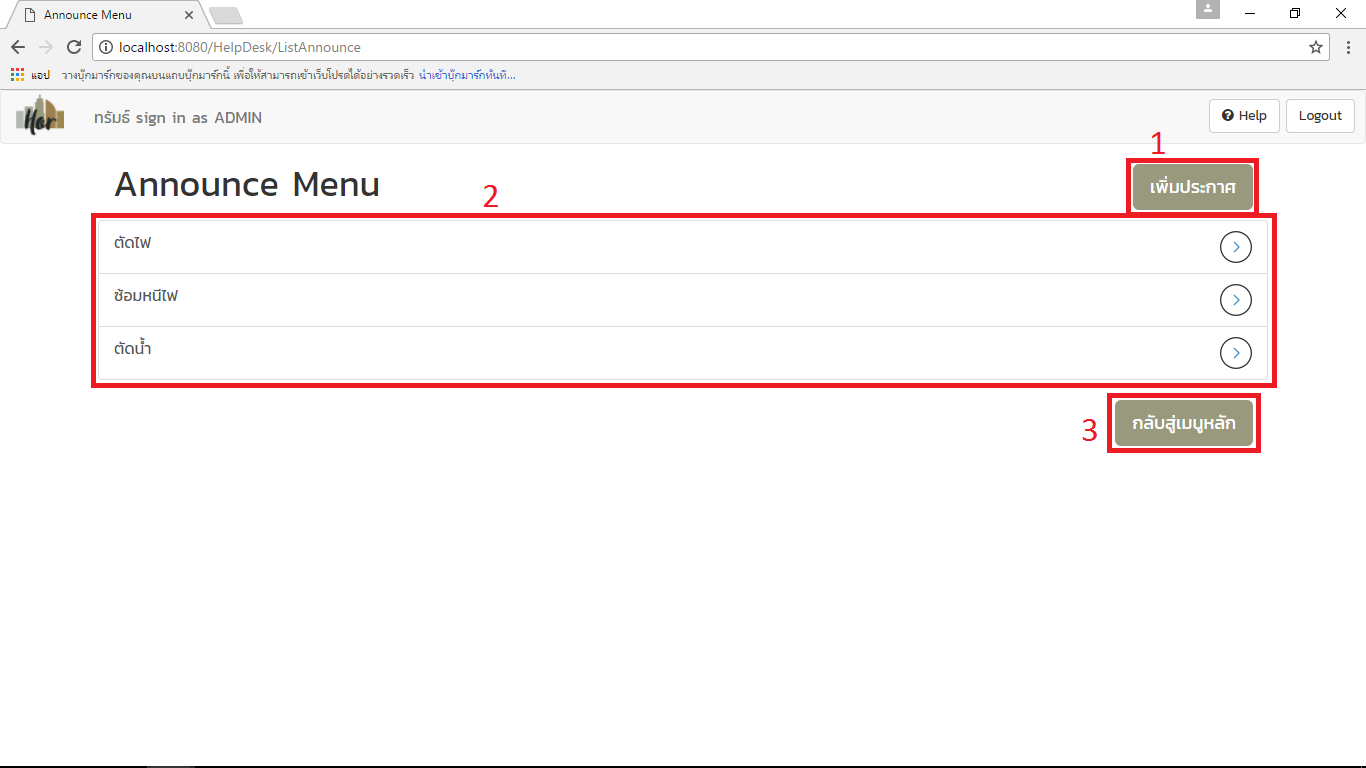 Announce Menu
localhost:8080/HelpDesk/ListAnnounce
แอป วางบุ๊กมาร์กของคุณบนแถบบุ๊กมาร์กนี้ เพื่อให้สามารถเข้าเว็บโปรดได้อย่างรวดเร็ว นำเข้าบุ๊กมาร์กทันที...
Hor ทรัมธ์ sign in as ADMIN Help Logout
1
Announce Menu เพิ่มประกาศ
2
ตัดไฟ
ซ้อมหนีไฟ
ตัดน้ำ
3 กลับสู่เมนูหลัก